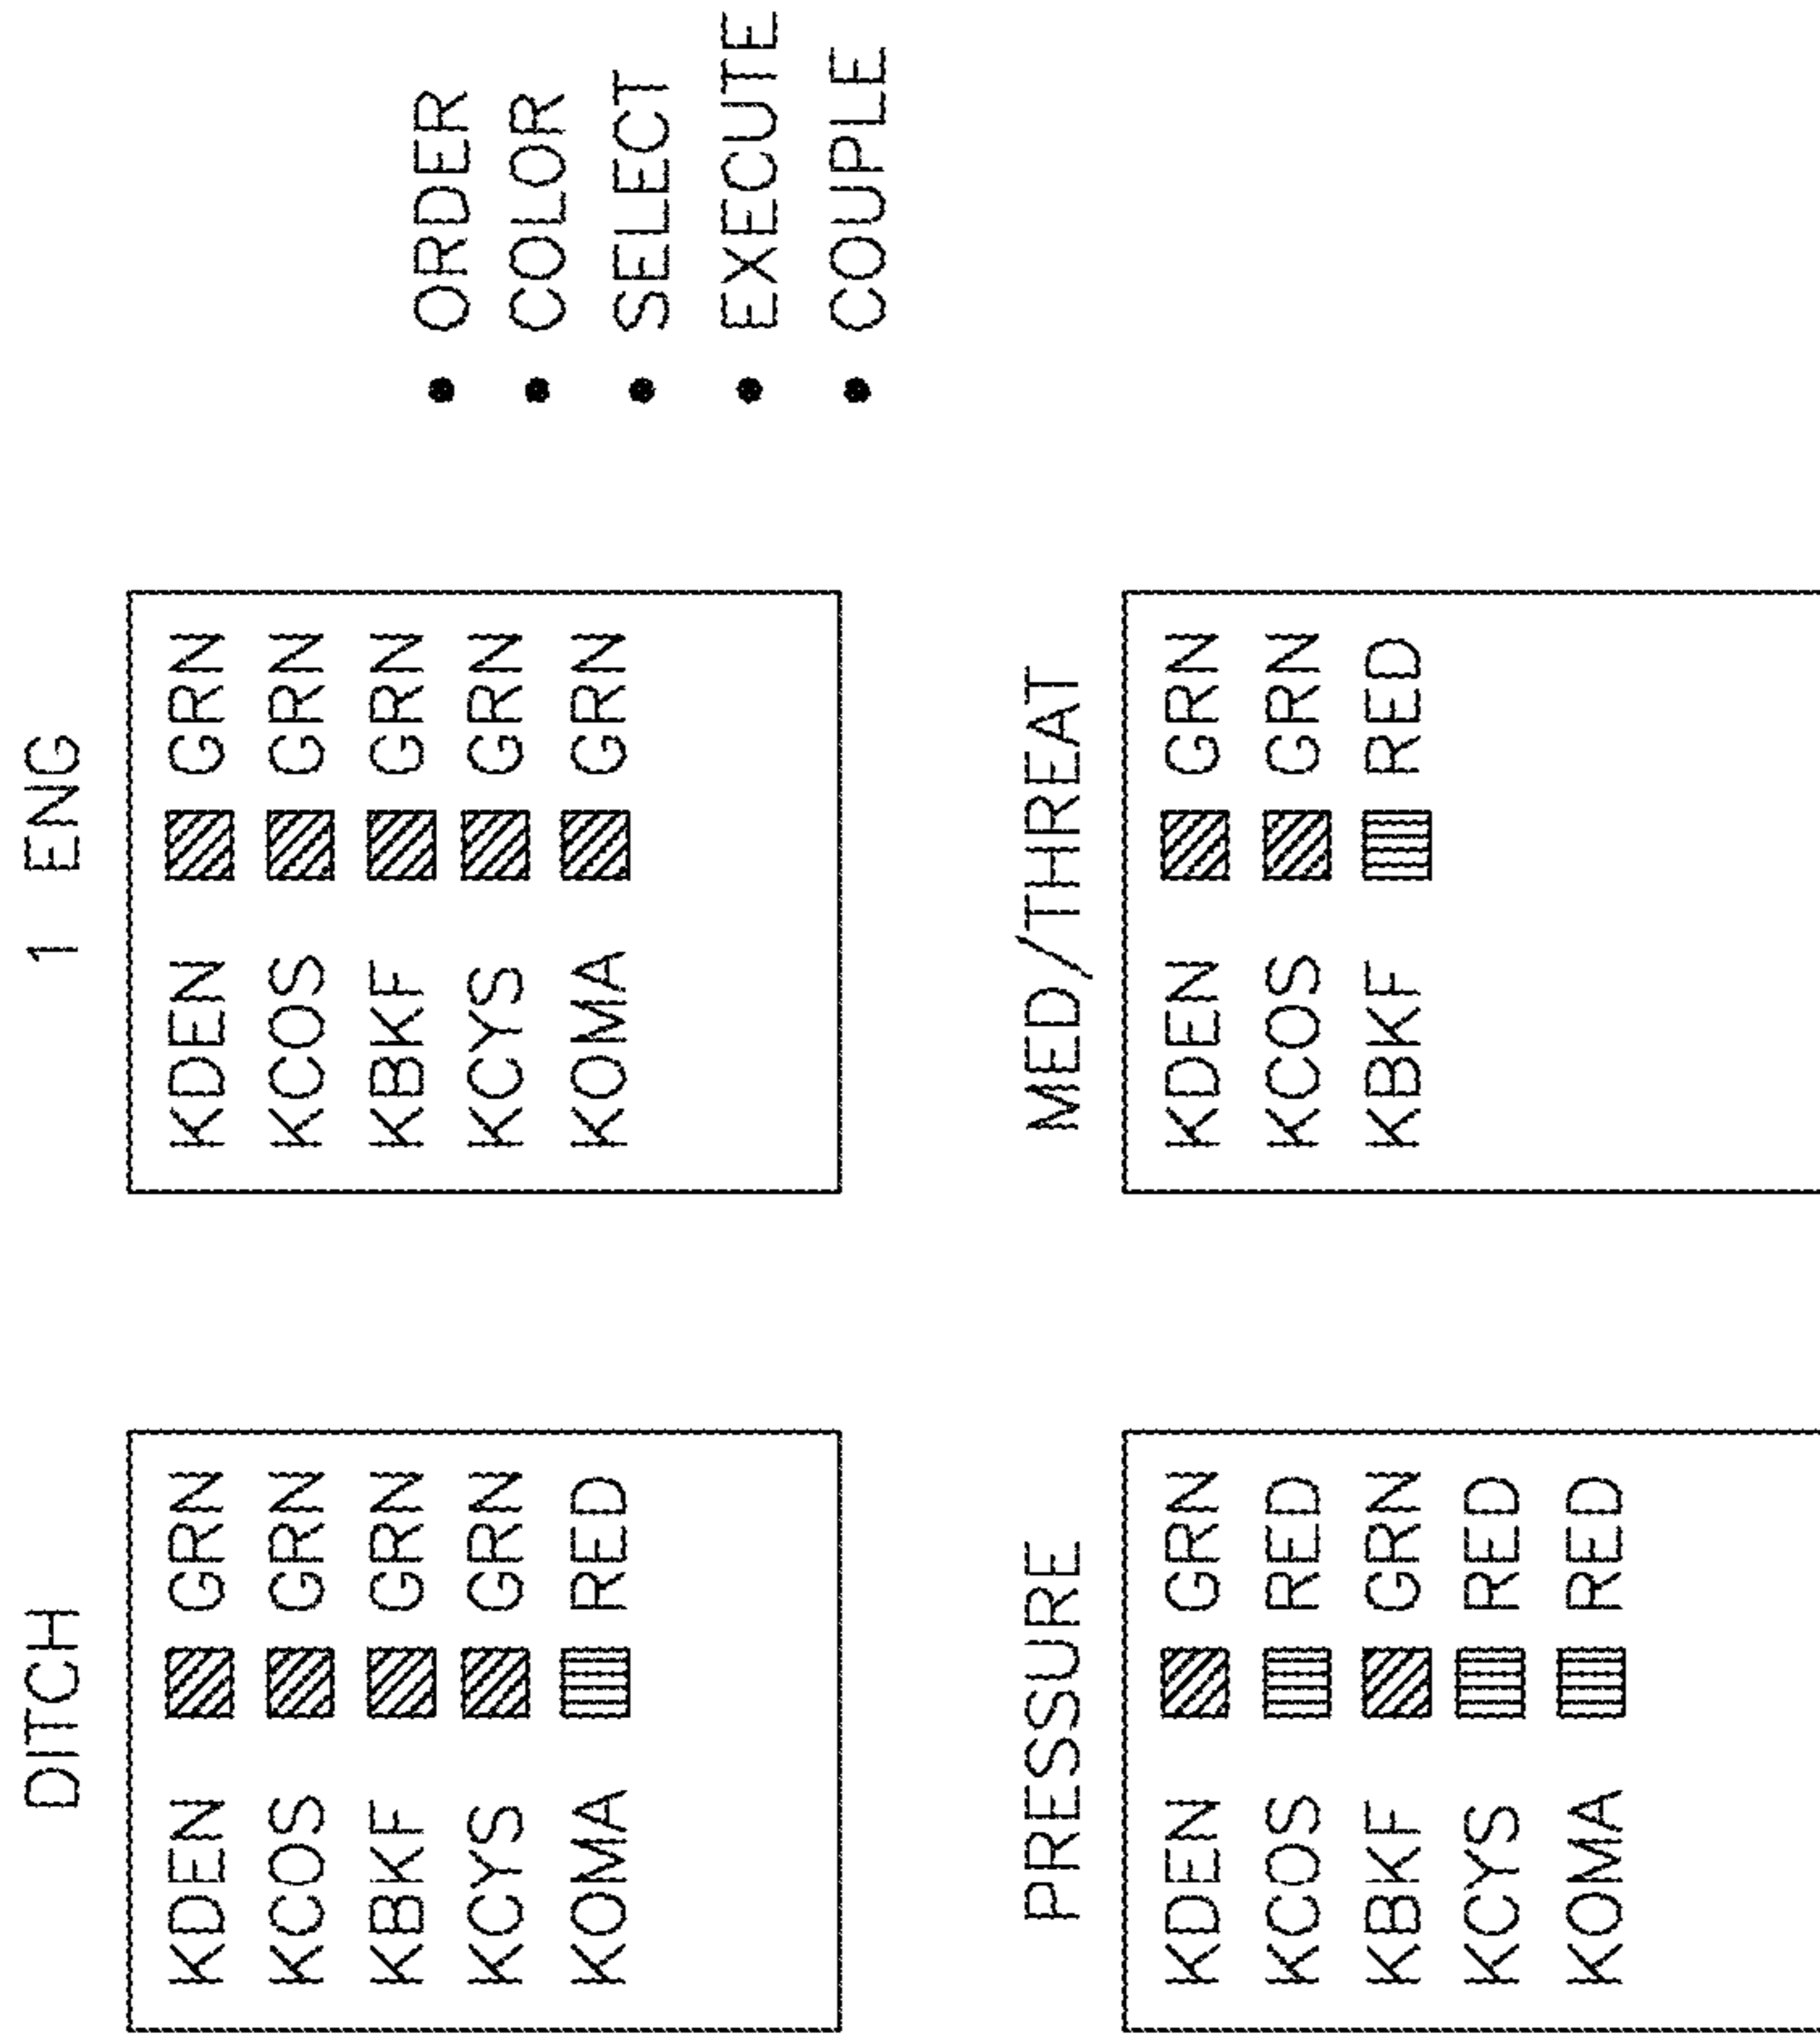 DITCH
KDEN GRN
KCOS GRN
KBKF GRN
KCYS GRN
KOMA RED
1 ENG
KDEN GRN
KCOS GRN
KBKF GRN
KCYS GRN
KOMA GRN
• ORDER
• COLOR
• SELECT
• EXECUTE
• COUPLE
PRESSURE
KDEN GRN
KCOS RED
KBKF GRN
KCYS RED
KOMA RED
MED/THREAT
KDEN GRN
KCOS GRN
KBKF RED